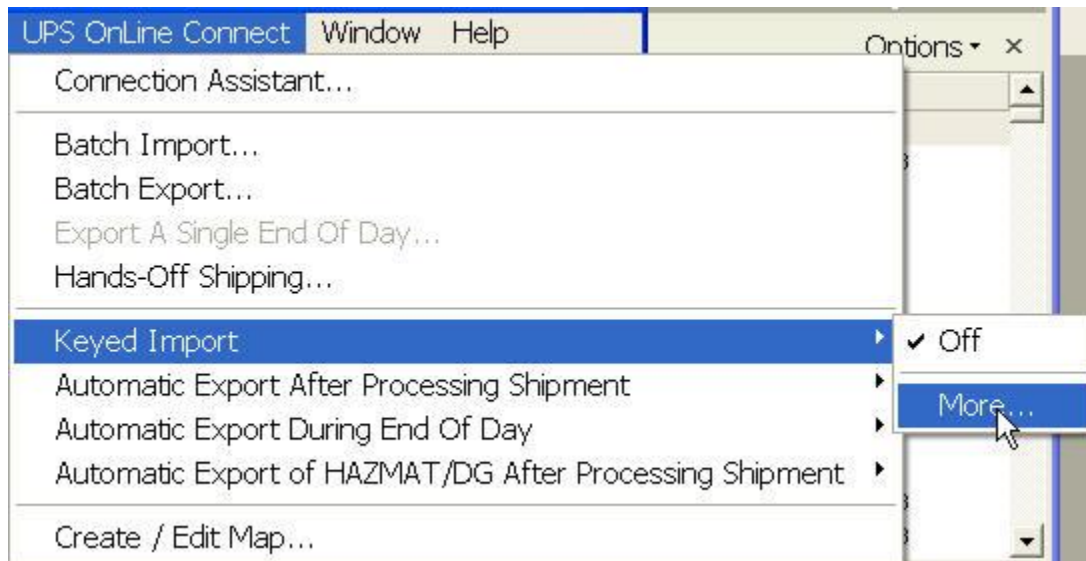 UPS OnLine Connect Window Help
Options ×
Connection Assistant...
Batch Import...
Batch Export...
Export A Single End Of Day...
Hands-Off Shipping...
Keyed Import
✔ Off
Automatic Export After Processing Shipment
More...
Automatic Export During End Of Day
Automatic Export of HAZMAT/DG After Processing Shipment
Create / Edit Map...